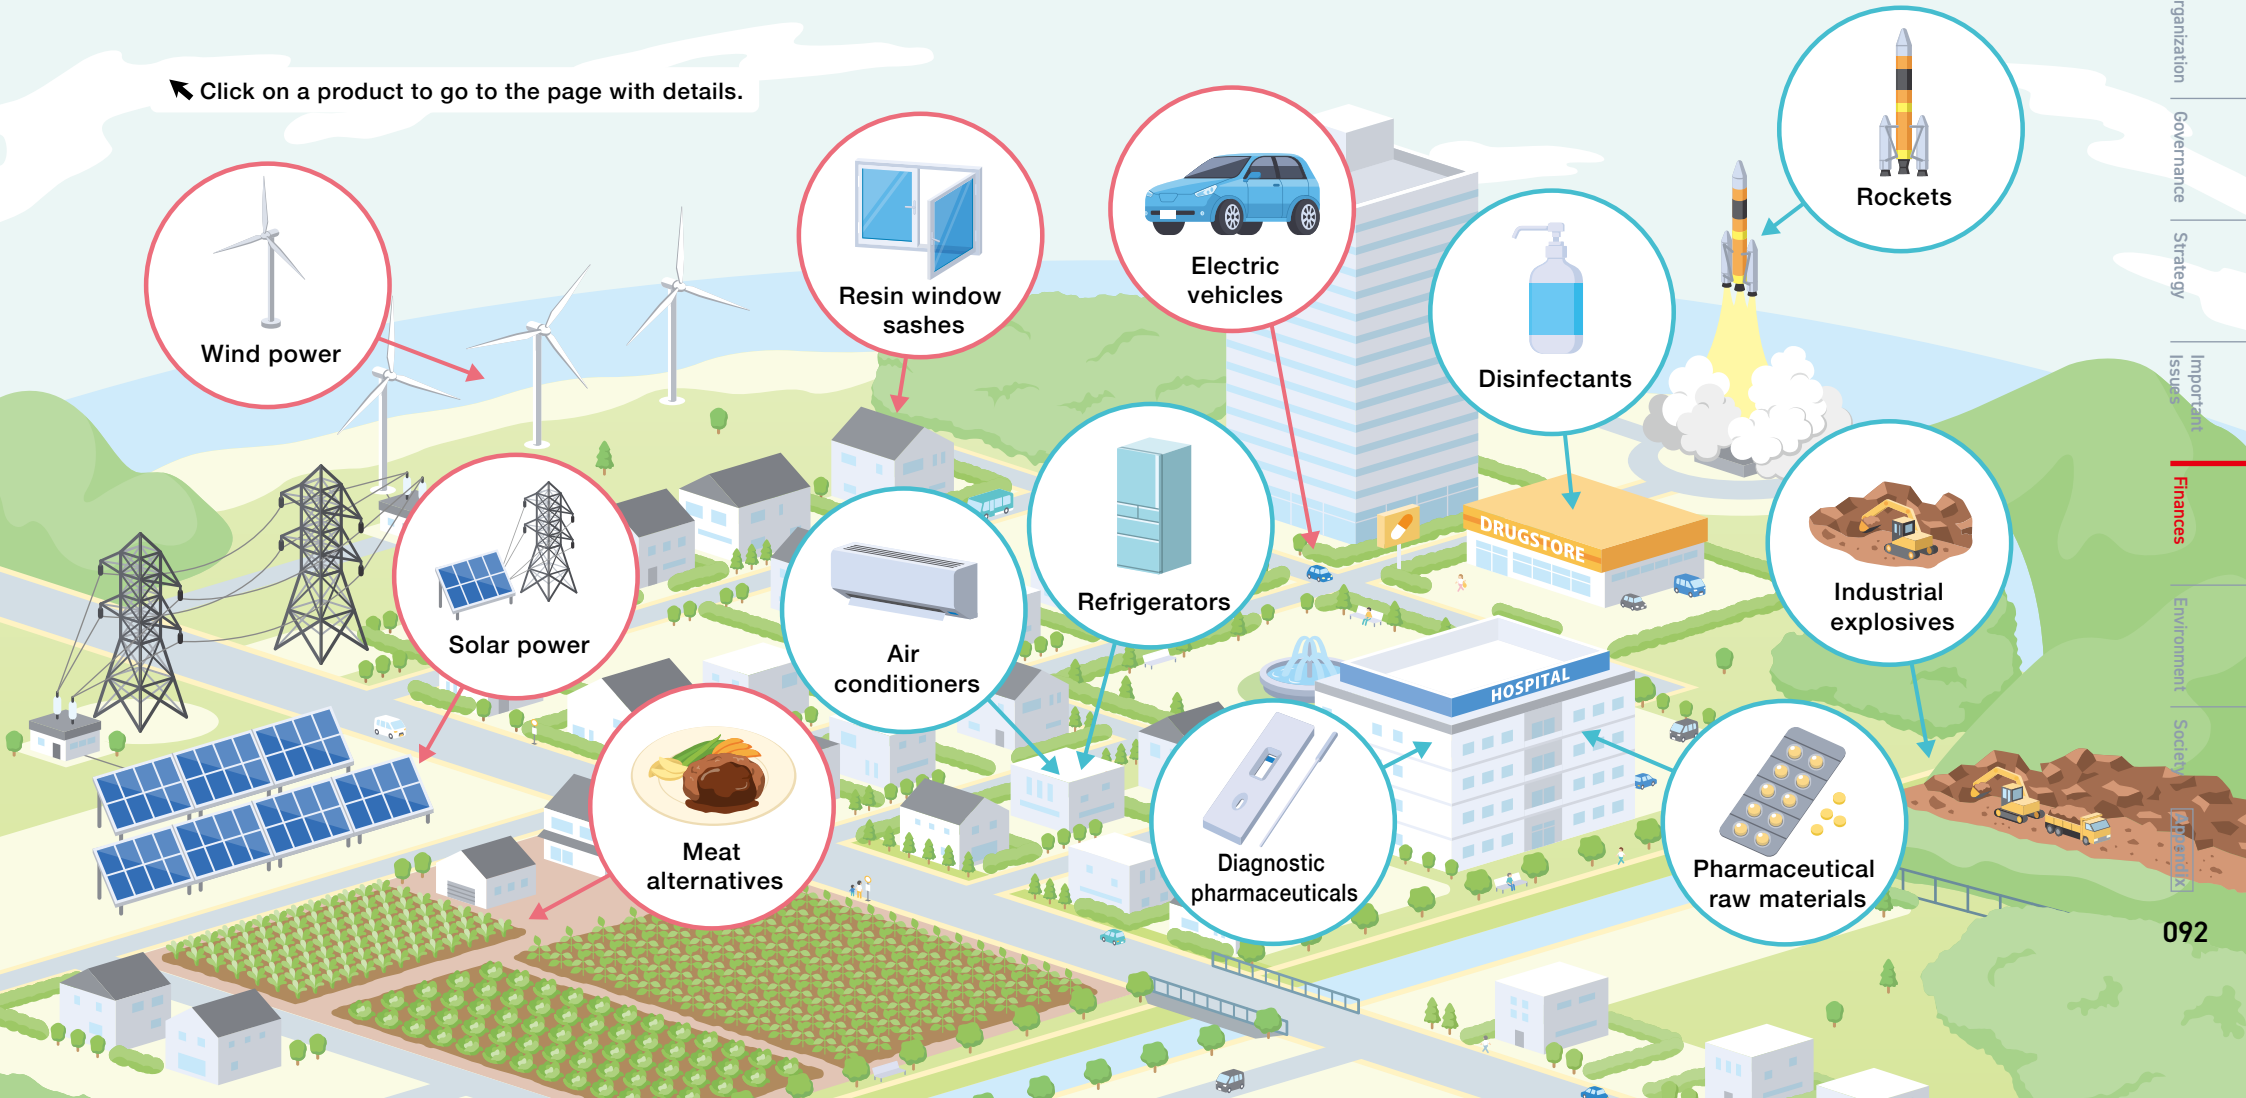 Click on a product to go to the page with details.
Wind power
Resin window
sashes
Electric
vehicles
Disinfectants
Rockets
Solar power
Air
conditioners
Refrigerators
DRUGSTORE
Industrial
explosives
Meat
alternatives
HOSPITAL
Diagnostic
pharmaceuticals
Pharmaceutical
raw materials
rganization
Governance
Strategy
Important
Issues
Finances
Environment
Society
Appendix
092